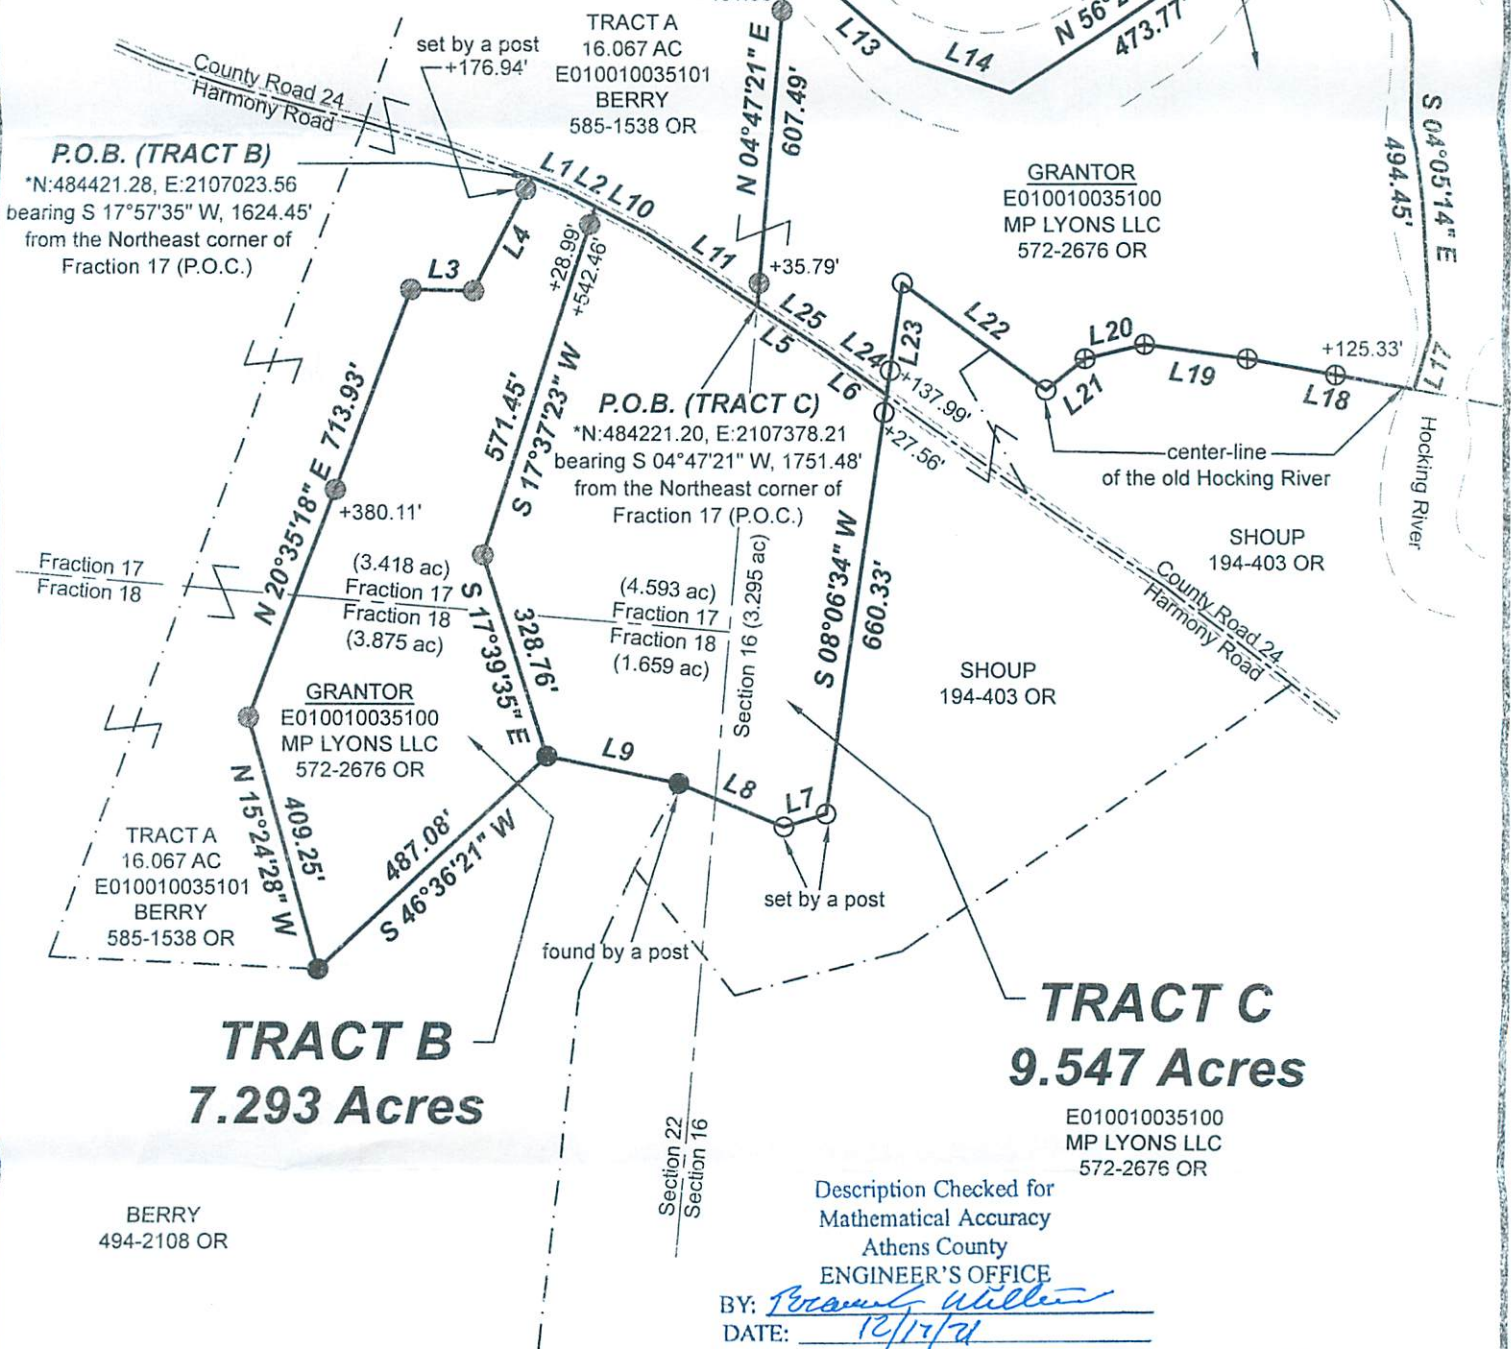 TRACT A
16.067 AC
E010010035101
BERRY
585-1538 OR
set by a post
+176.94'
County Road 24
Harmony Road
L13
L14
473.77'
N 04°47'21" E
607.49'
S 04°05'14" E
494.45'
P.O.B. (TRACT B)
*N:484421.28, E:2107023.56
bearing S 17°57'35" W, 1624.45'
from the Northeast corner of
Fraction 17 (P.O.C.)
L1
L2
L10
L11
L3
L4
+28.99'
+542.46'
+35.79'
L25
L5
L24
L6
L23
L22
+137.99'
+27.56'
L20
L21
L19
+125.33'
L18
L17
GRANTOR
E010010035100
MP LYONS LLC
572-2676 OR
center-line
of the old Hocking River
Hocking River
P.O.B. (TRACT C)
*N:484221.20, E:2107378.21
bearing S 04°47'21" W, 1751.48'
from the Northeast corner of
Fraction 17 (P.O.C.)
N 20°35'18" E 713.93'
+380.11'
571.45'
S 17°37'23" W
Fraction 17
Fraction 18
(3.418 ac)
Fraction 17
Fraction 18
(3.875 ac)
S 17°39'35" E
328.76'
(4.593 ac)
Fraction 17
Fraction 18
(1.659 ac)
Section 16 (3.295 ac)
S 08°06'34" W
660.33'
SHOUP
194-403 OR
County Road 24
Harmony Road
SHOUP
194-403 OR
GRANTOR
E010010035100
MP LYONS LLC
572-2676 OR
L9
L8
L7
N 15°24'28" W
409.25'
487.08'
S 46°36'21" W
TRACT A
16.067 AC
E010010035101
BERRY
585-1538 OR
set by a post
found by a post
TRACT B
7.293 Acres
TRACT C
9.547 Acres
E010010035100
MP LYONS LLC
572-2676 OR
Section 22
Section 16
BERRY
494-2108 OR
Description Checked for
Mathematical Accuracy
Athens County
ENGINEER'S OFFICE
BY:
DATE: 12/17/21